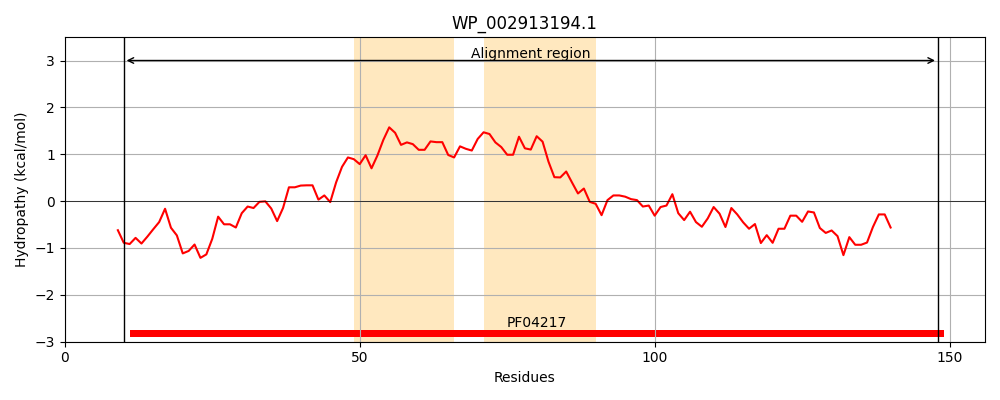 WP_002913194.1
Alignment region
Hydropathy (kcal/mol)
3
2
1
0
−1
−2
−3
PF04217
0 50 100 150
Residues